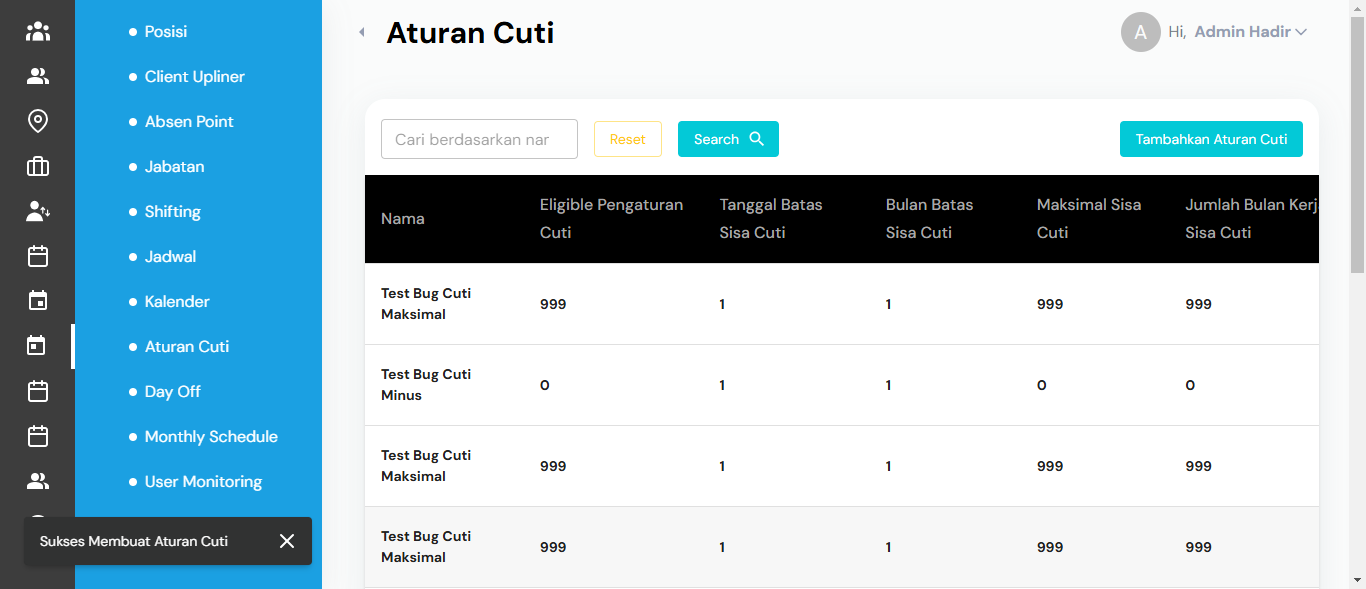 Posisi
Client Upliner
Absen Point
Jabatan
Shifting
Jadwal
Kalender
Aturan Cuti
Day Off
Monthly Schedule
User Monitoring
Sukses Membuat Aturan Cuti
Aturan Cuti
A Hi, Admin Hadir
Cari berdasarkan nar Reset Search Tambahkan Aturan Cuti
Nama Eligible Pengaturan Cuti Tanggal Batas Sisa Cuti Bulan Batas Sisa Cuti Maksimal Sisa Cuti Jumlah Bulan Kerj Sisa Cuti
Test Bug Cuti Maksimal 999 1 1 999 999
Test Bug Cuti Minus 0 1 1 0 0
Test Bug Cuti Maksimal 999 1 1 999 999
Test Bug Cuti Maksimal 999 1 1 999 999